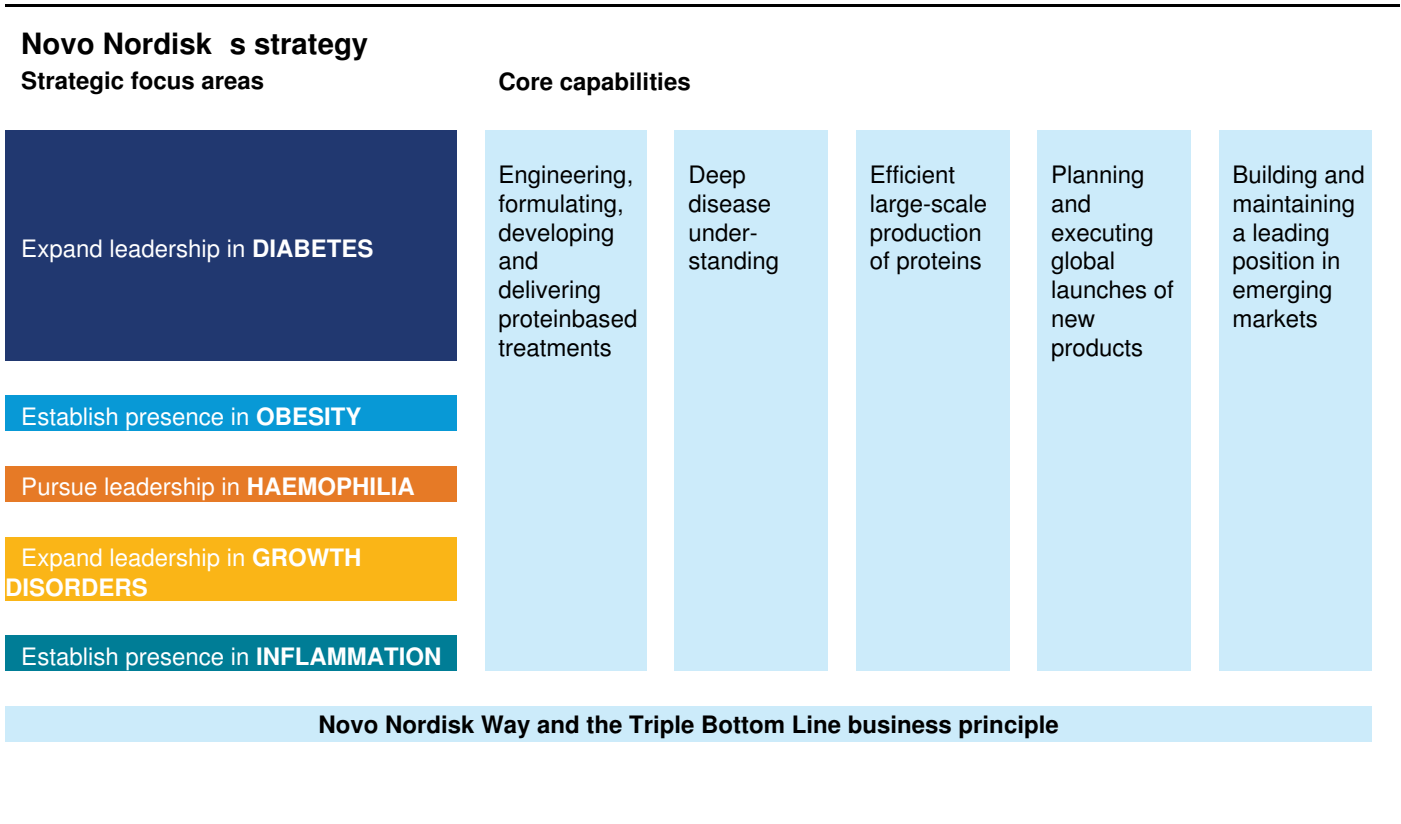 Novo Nordisk s strategy
Strategic focus areas
Core capabilities
Expand leadership in DIABETES
Establish presence in OBESITY
Pursue leadership in HAEMOPHILIA
Expand leadership in GROWTH
DISORDERS
Establish presence in INFLAMMATION
Engineering,
formulating,
developing
and
delivering
proteinbased
treatments
Deep
disease
under-
standing
Efficient
large-scale
production
of proteins
Planning
and
executing
global
launches of
new
products
Building and
maintaining
a leading
position in
emerging
markets
Novo Nordisk Way and the Triple Bottom Line business principle